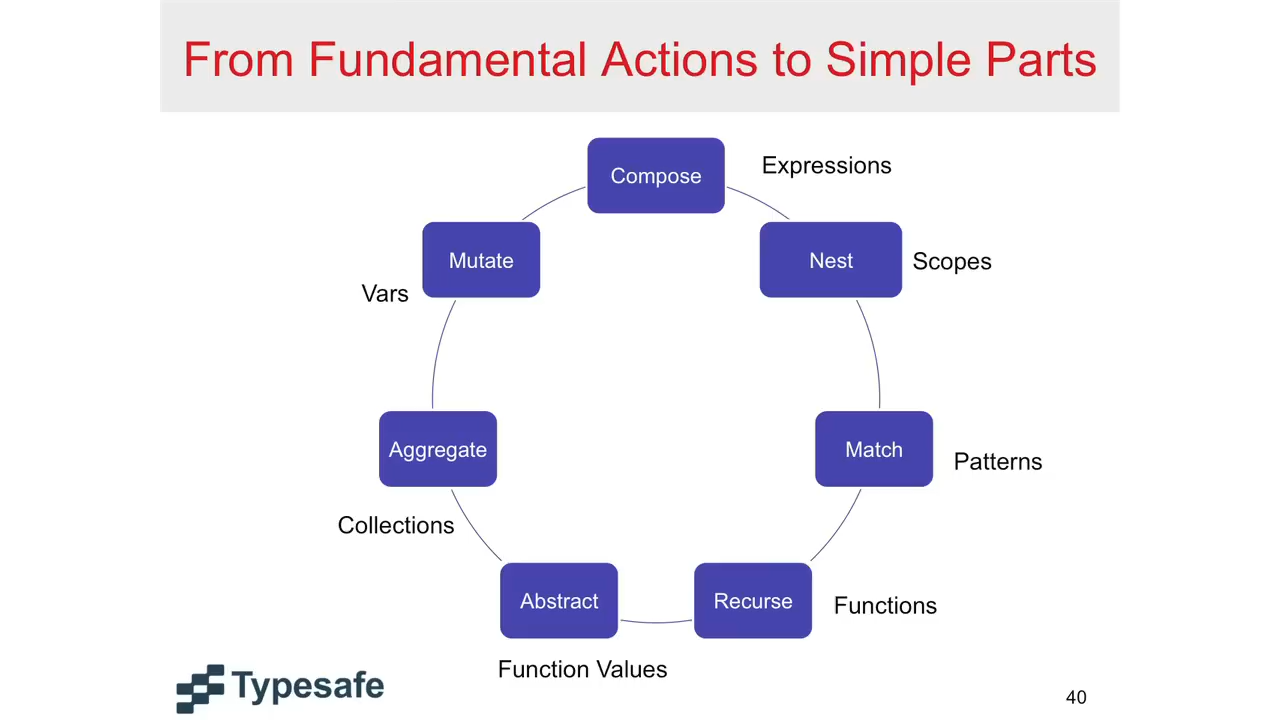 From Fundamental Actions to Simple Parts
Compose
Expressions
Mutate
Nest
Scopes
Vars
Aggregate
Match
Patterns
Collections
Abstract
Recurse
Functions
Function Values
Typesafe
40